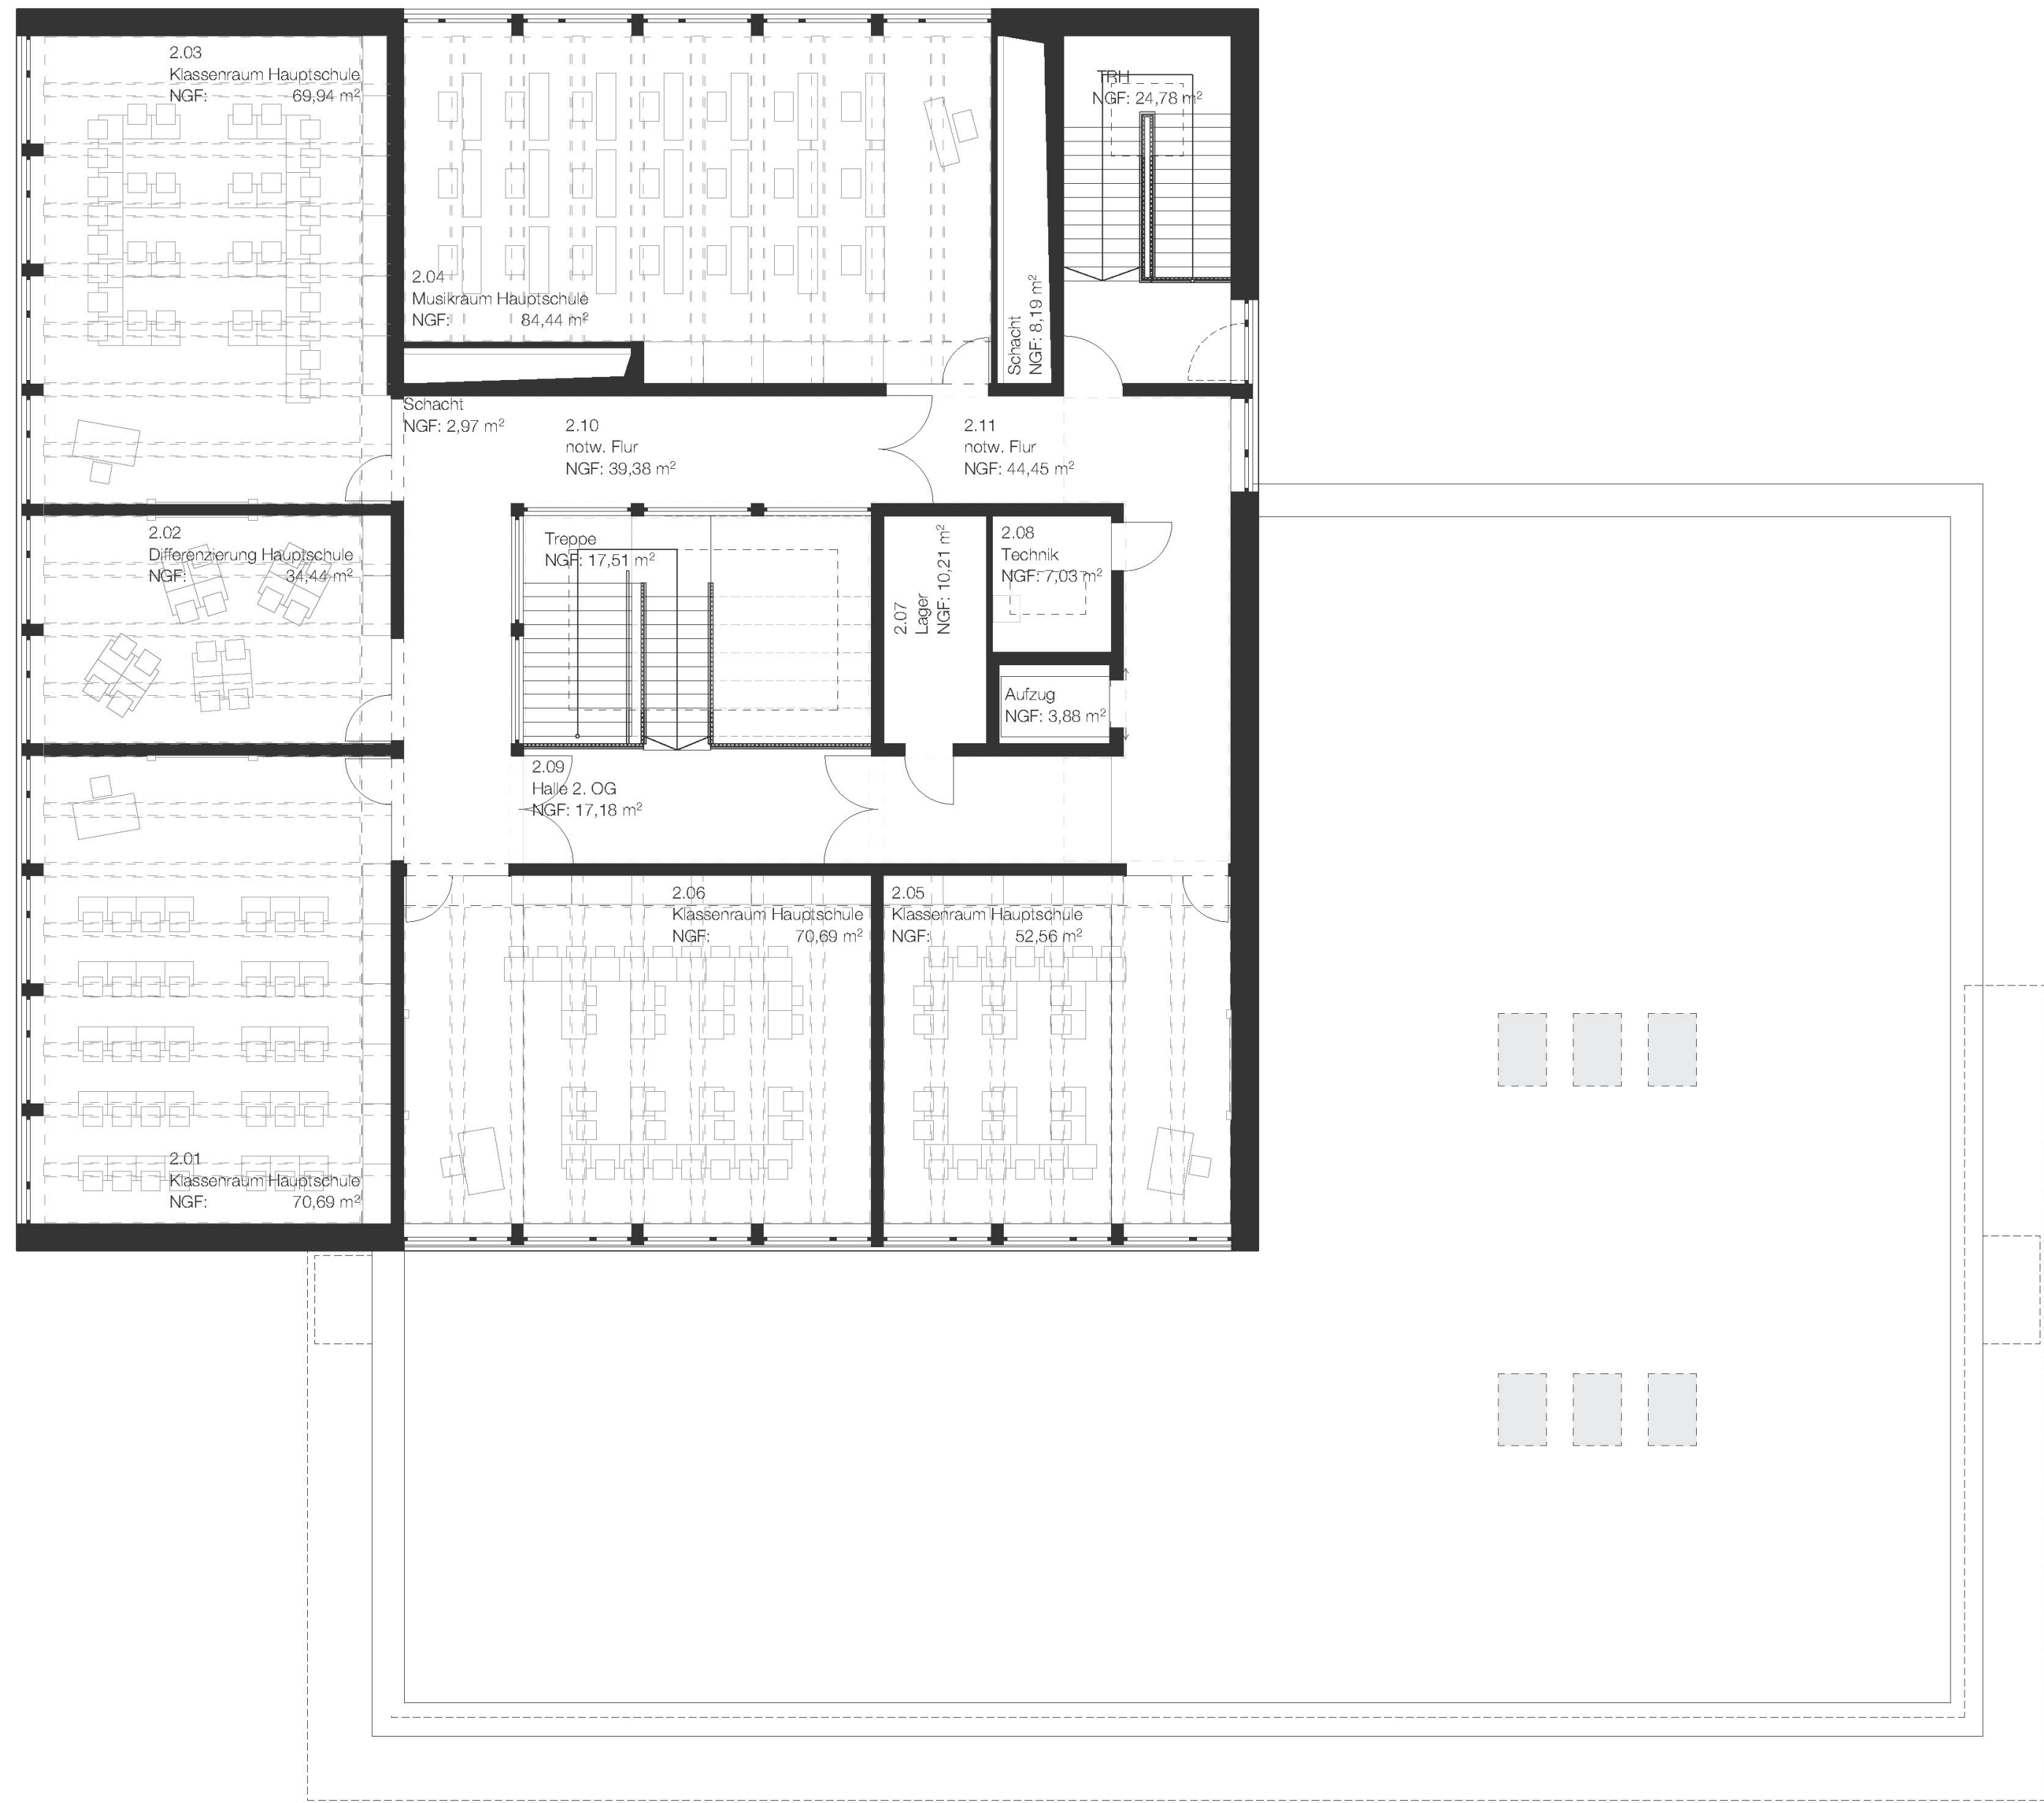 2.03
Klassenraum Hauptschule
NGF: 69,94 m²
TRH
NGF: 24,78 m²
2.04
Musikraum Hauptschule
NGF: 84,44 m²
Schacht
NGF: 8,19 m²
Schacht
NGF: 2,97 m²
2.10
notw. Flur
NGF: 39,38 m²
2.11
notw. Flur
NGF: 44,45 m²
2.02
Differenzierung Hauptschule
NGF: 34,44 m²
Treppe
NGF: 17,51 m²
2.07
Lager
NGF: 10,21 m²
2.08
Technik
NGF: 7,03 m²
Aufzug
NGF: 3,88 m²
2.09
Halle 2. OG
NGF: 17,18 m²
2.06
Klassenraum Hauptschule
NGF: 70,69 m²
2.05
Klassenraum Hauptschule
NGF: 52,56 m²
2.01
Klassenraum Hauptschule
NGF: 70,69 m²